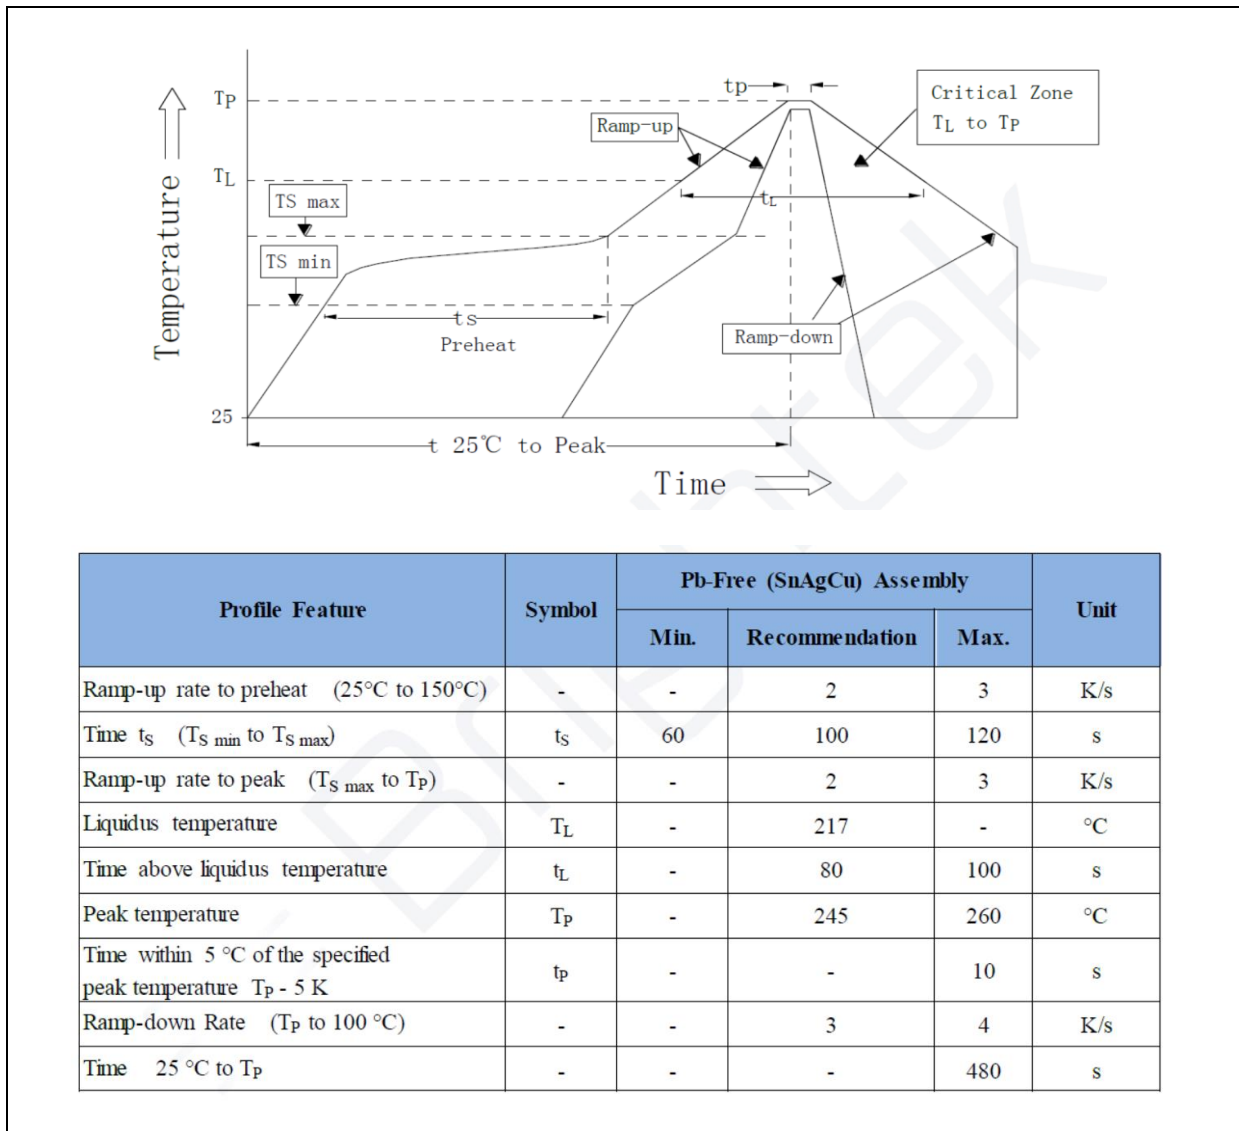 tp
TP
Critical Zone
TL to TP
Ramp-up
TL
TS max
tL
TS min
ts
Preheat
Ramp-down
25
t 25℃ to Peak
Temperature
Time
Brightek
Profile Feature Symbol Pb-Free (SnAgCu) Assembly Unit
Min. Recommendation Max.
Ramp-up rate to preheat (25°C to 150°C) - - 2 3 K/s
Time tS (TS min to TS max) tS 60 100 120 s
Ramp-up rate to peak (TS max to TP) - - 2 3 K/s
Liquidus temperature TL - 217 - °C
Time above liquidus temperature tL - 80 100 s
Peak temperature TP - 245 260 °C
Time within 5 °C of the specified
peak temperature TP - 5 K tP - - 10 s
Ramp-down Rate (TP to 100 °C) - - 3 4 K/s
Time 25 °C to TP - - - 480 s